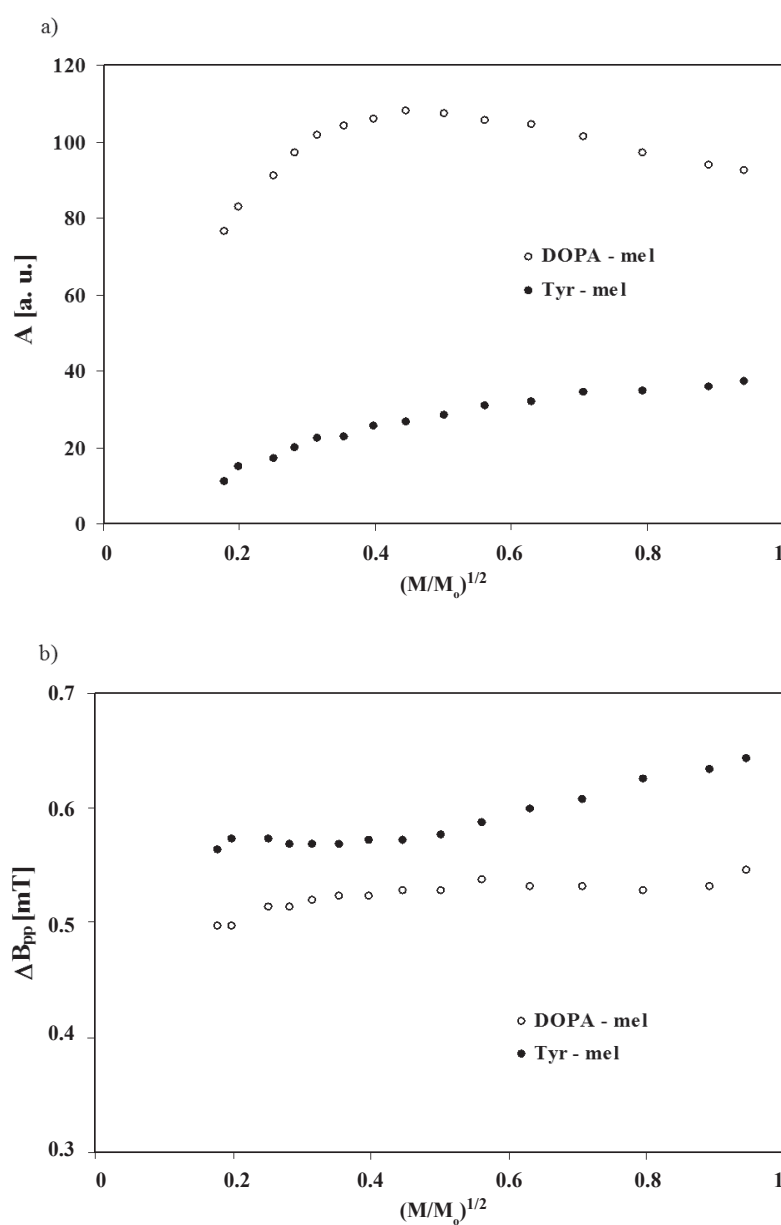 a)
120
100
80
60
40
20
0
A [a. u.]
DOPA - mel
Tyr - mel
0 0.2 0.4 0.6 0.8 1
(M/Mo)1/2
b)
0.7
0.6
0.5
0.4
0.3
ΔBpp [mT]
DOPA - mel
Tyr - mel
0 0.2 0.4 0.6 0.8 1
(M/Mo)1/2